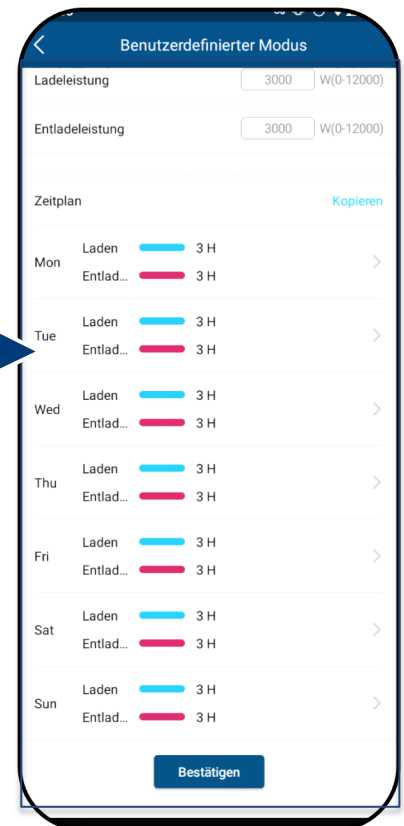 Benutzerdefinierter Modus
Ladeleistung 3000 W(0-12000)
Entladeleistung 3000 W(0-12000)
Zeitplan Kopieren
Mon
Laden 3 H
Entlad... 3 H
Tue
Laden 3 H
Entlad... 3 H
Wed
Laden 3 H
Entlad... 3 H
Thu
Laden 3 H
Entlad... 3 H
Fri
Laden 3 H
Entlad... 3 H
Sat
Laden 3 H
Entlad... 3 H
Sun
Laden 3 H
Entlad... 3 H
Bestätigen